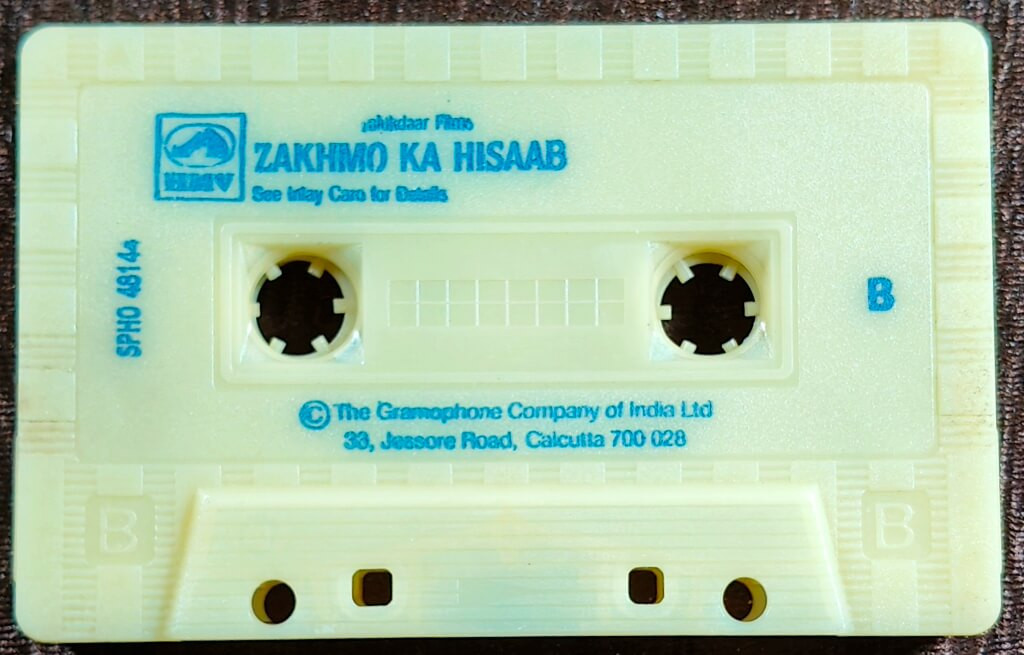 Talukdaar Films
ZAKHMO KA HISAAB
See Inlay Card for Details
SPHO 48144
B
© The Gramophone Company of India Ltd
33, Jessore Road, Calcutta 700 028
B
B